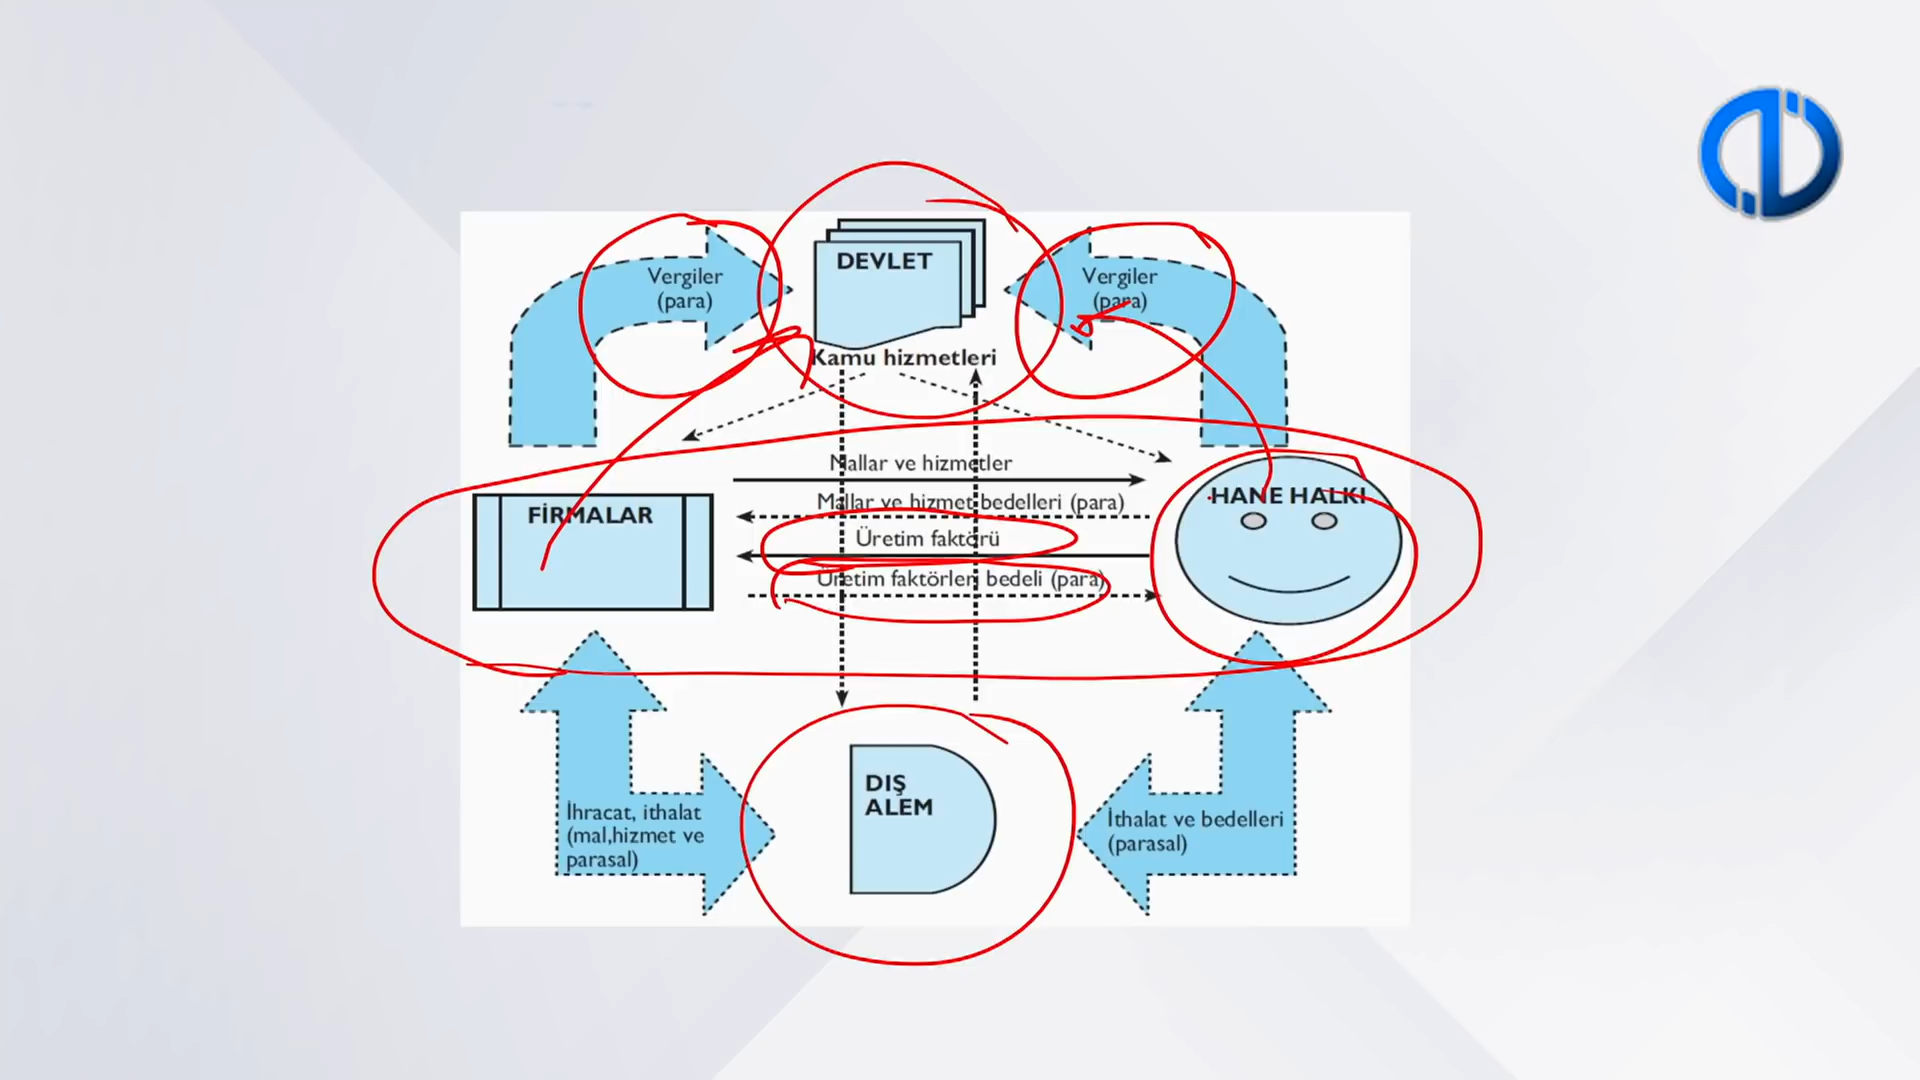 DEVLET
Vergiler
(para)
Vergiler
(para)
Kamu hizmetleri
Mallar ve hizmetler
Mallar ve hizmet bedelleri (para)
Üretim faktörü
Üretim faktörleri bedeli (para)
FİRMALAR
HANE HALKI
DIŞ
ALEM
İhracat, ithalat
(mal,hizmet ve
parasal)
İthalat ve bedelleri
(parasal)